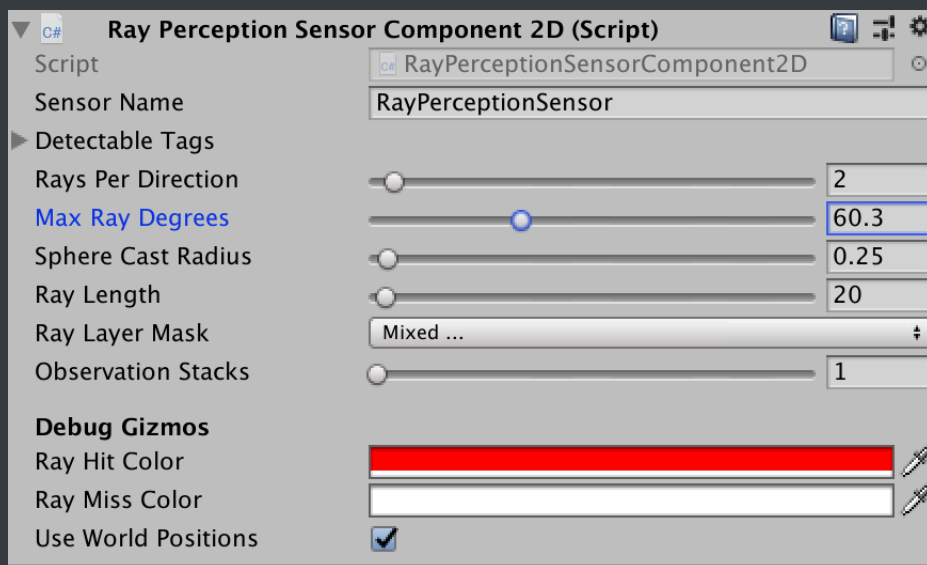 C# Ray Perception Sensor Component 2D (Script) ?
Script C# RayPerceptionSensorComponent2D
Sensor Name RayPerceptionSensor
Detectable Tags
Rays Per Direction 2
Max Ray Degrees 60.3
Sphere Cast Radius 0.25
Ray Length 20
Ray Layer Mask Mixed ...
Observation Stacks 1
Debug Gizmos
Ray Hit Color
Ray Miss Color
Use World Positions